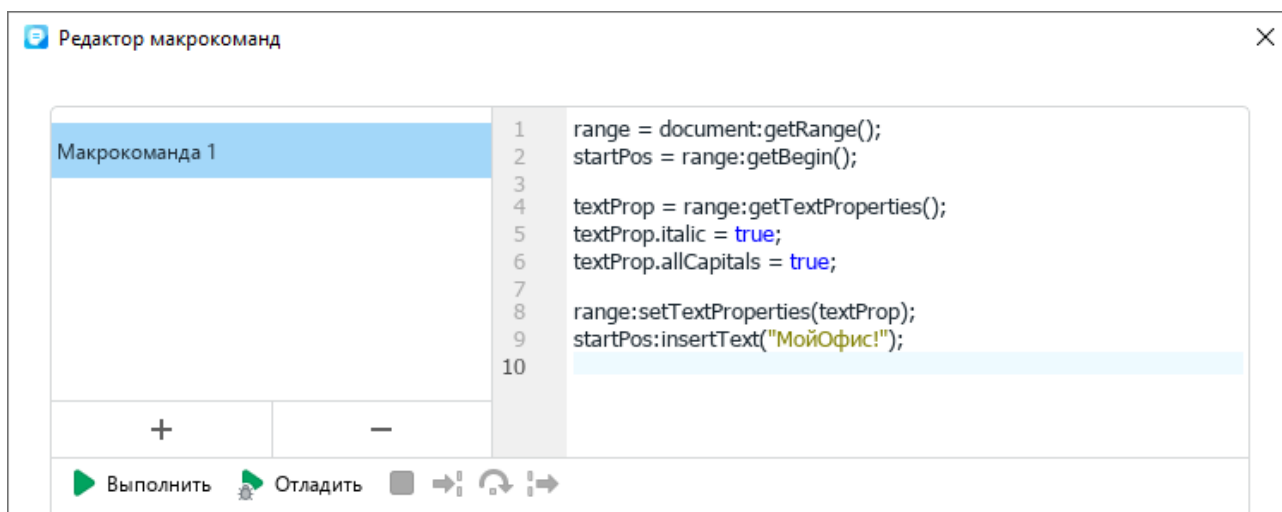 Редактор макрокоманд
Макрокоманда 1
1 range = document:getRange();
2 startPos = range:getBegin();
3
4 textProp = range:getTextProperties();
5 textProp.italic = true;
6 textProp.allCapitals = true;
7
8 range:setTextProperties(textProp);
9 startPos:insertText("МойОфис!");
10
+ −
Выполнить Отладить